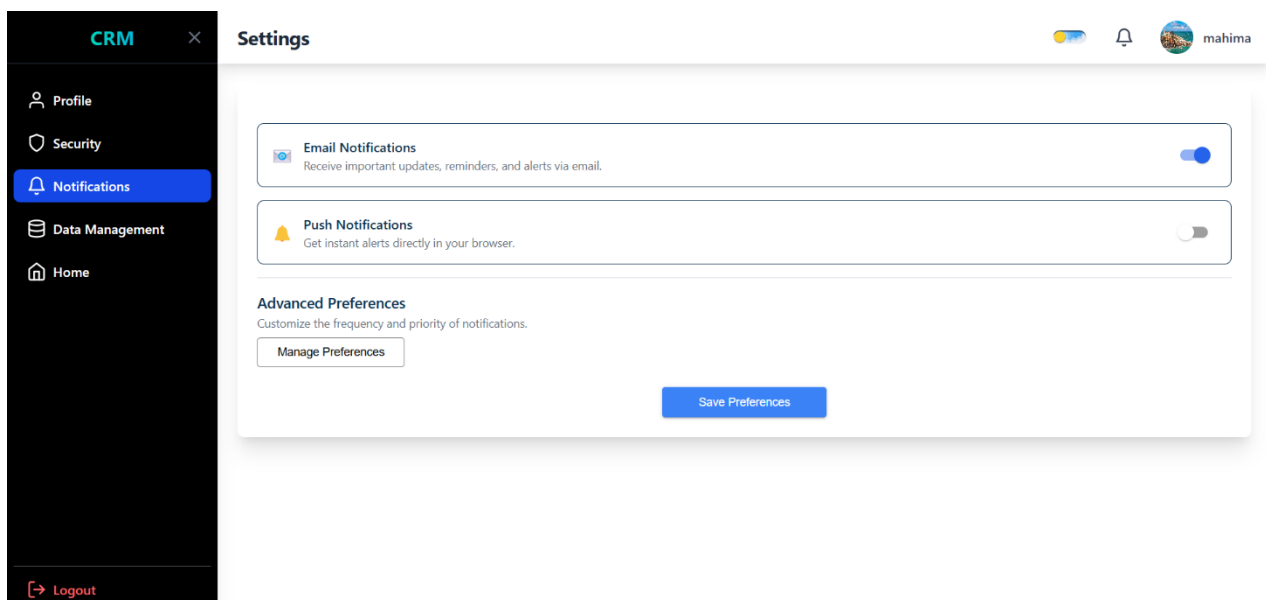 CRM
Settings
mahima
Profile
Security
Notifications
Data Management
Home
Logout
Email Notifications
Receive important updates, reminders, and alerts via email.
Push Notifications
Get instant alerts directly in your browser.
Advanced Preferences
Customize the frequency and priority of notifications.
Manage Preferences
Save Preferences